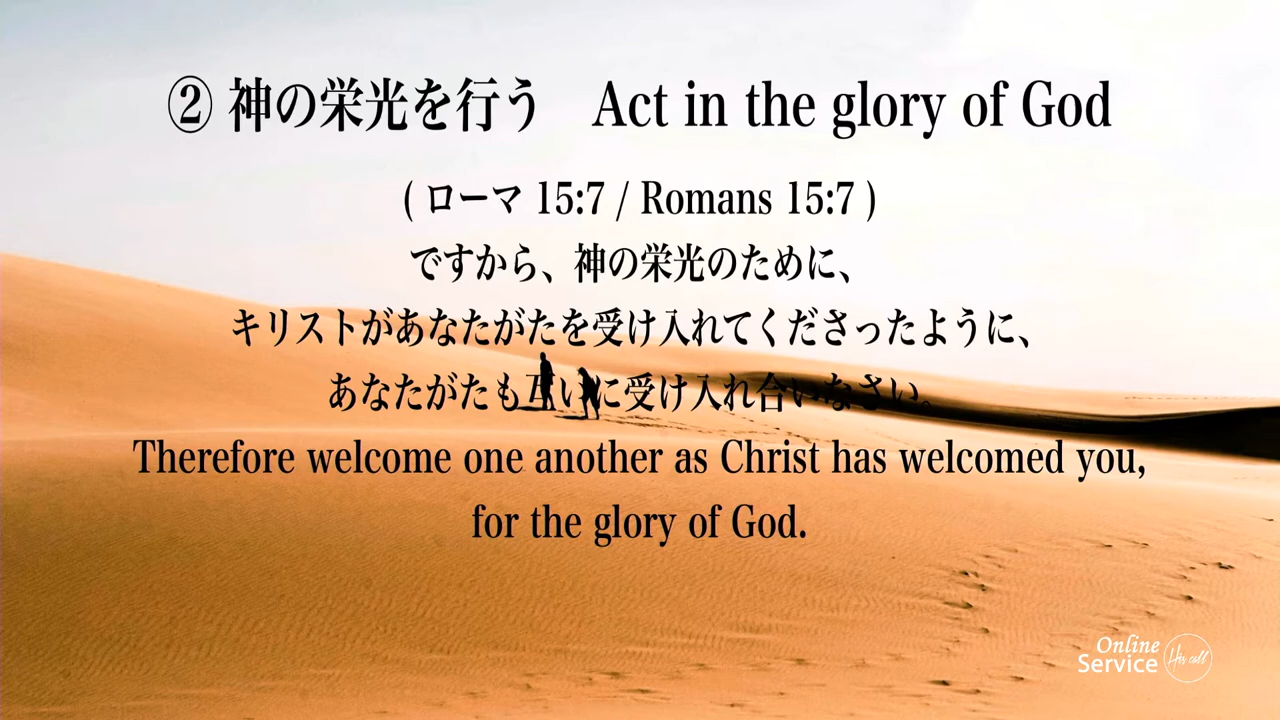 ② 神の栄光を行う　Act in the glory of God
( ローマ 15:7 / Romans 15:7 )
ですから、神の栄光のために、
キリストがあなたがたを受け入れてくださったように、
あなたがたも互いに受け入れ合いなさい。
Therefore welcome one another as Christ has welcomed you,
for the glory of God.
Online
Service
His call